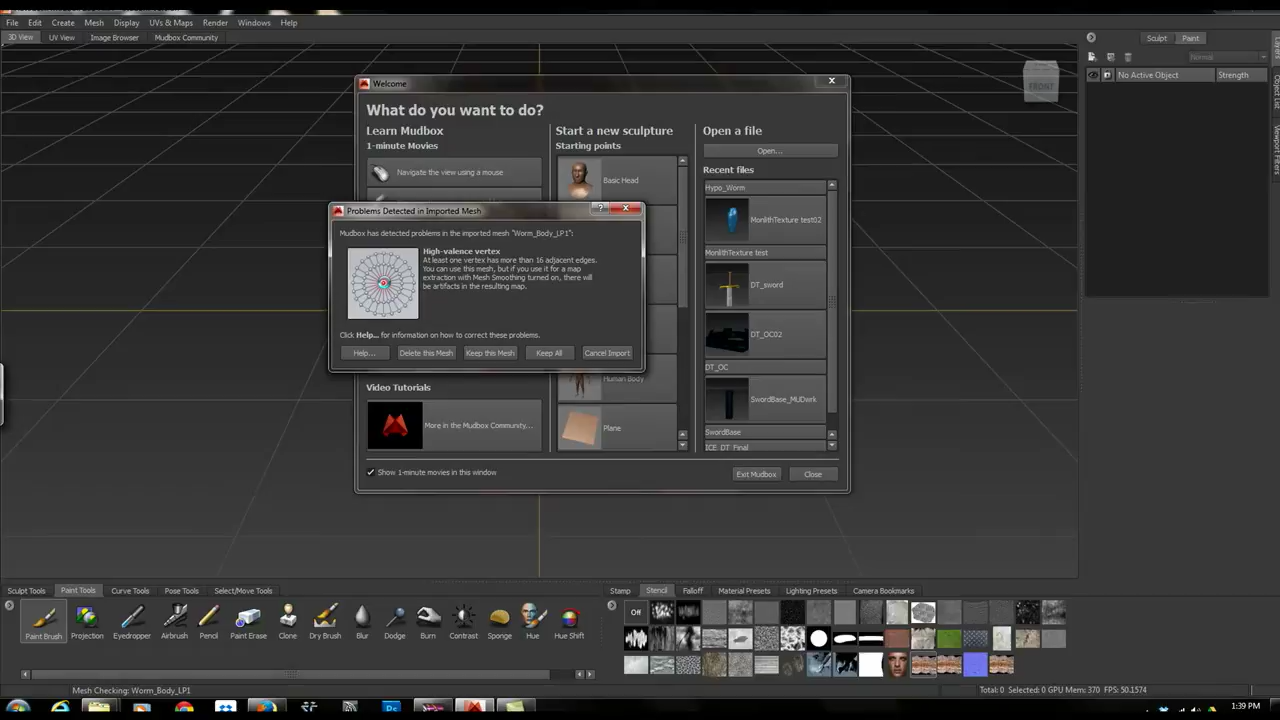 File Edit Create Mesh Display UVs & Maps Render Windows Help
3D View UV View Image Browser Mudbox Community
Sculpt Paint
Normal
No Active Object Strength
Object List
Viewport Filters
FRONT
Welcome
What do you want to do?
Learn Mudbox
1-minute Movies
Navigate the view using a mouse
Start a new sculpture
Starting points
Basic Head
Human Body
Plane
Open a file
Open...
Recent files
Hypo_Worm
MonlithTexture test02
MonlithTexture test
DT_sword
DT_OC02
DT_OC
SwordBase_MUDwrk
SwordBase
ICE_DT_Final
Problems Detected in Imported Mesh
Mudbox has detected problems in the imported mesh "Worm_Body_LP1":
High-valence vertex
At least one vertex has more than 16 adjacent edges.
You can use this mesh, but if you use it for a map
extraction with Mesh Smoothing turned on, there will
be artifacts in the resulting map.
Click Help... for information on how to correct these problems.
Help... Delete this Mesh Keep this Mesh Keep All Cancel Import
Video Tutorials
More in the Mudbox Community...
Show 1-minute movies in this window
Exit Mudbox Close
Sculpt Tools Paint Tools Curve Tools Pose Tools Select/Move Tools
Paint Brush Projection Eyedropper Airbrush Pencil Paint Erase Clone Dry Brush Blur Dodge Burn Contrast Sponge Hue Hue Shift
Stamp Stencil Falloff Material Presets Lighting Presets Camera Bookmarks
Off
Mesh Checking: Worm_Body_LP1
Total: 0 Selected: 0 GPU Mem: 370 FPS: 50.1574
1:39 PM